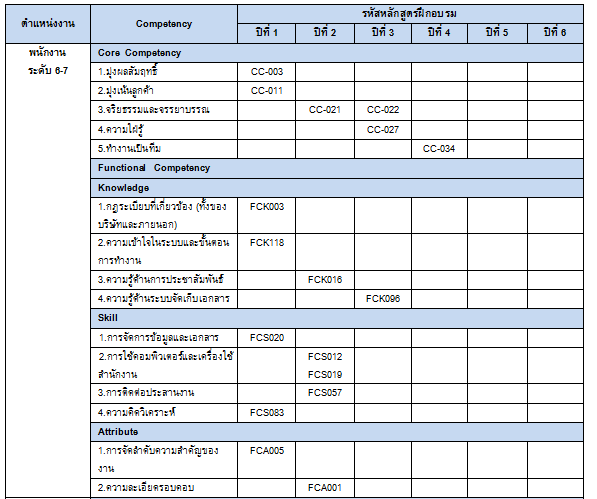 ตำแหน่งงาน Competency รหัสหลักสูตรฝึกอบรม
ปีที่ 1 ปีที่ 2 ปีที่ 3 ปีที่ 4 ปีที่ 5 ปีที่ 6
พนักงาน Core Competency
ระดับ 6-7 1.มุ่งผลสัมฤทธิ์ CC-003
2.มุ่งเน้นลูกค้า CC-011
3.จริยธรรมและจรรยาบรรณ CC-021 CC-022
4.ความใฝ่รู้ CC-027
5.ทำงานเป็นทีม CC-034
Functional Competency
Knowledge
1.กฎระเบียบที่เกี่ยวข้อง (ทั้งของ FCK003
บริษัทและภายนอก)
2.ความเข้าใจในระบบและขั้นตอน FCK118
การทำงาน
3.ความรู้ด้านการประชาสัมพันธ์ FCK016
4.ความรู้ด้านระบบจัดเก็บเอกสาร FCK096
Skill
1.การจัดการข้อมูลและเอกสาร FCS020
2.การใช้คอมพิวเตอร์และเครื่องใช้ FCS012
สำนักงาน FCS019
3.การติดต่อประสานงาน FCS057
4.ความคิดวิเคราะห์ FCS083
Attribute
1.การจัดลำดับความสำคัญของ FCA005
งาน
2.ความละเอียดรอบคอบ FCA001